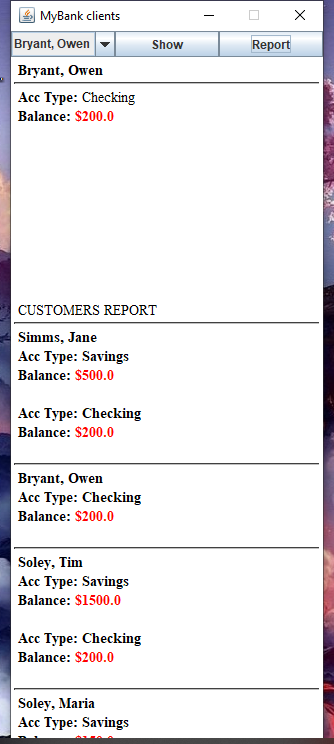 MyBank clients
Bryant, Owen Show Report
Bryant, Owen
Acc Type: Checking
Balance: $200.0
CUSTOMERS REPORT
Simms, Jane
Acc Type: Savings
Balance: $500.0
Acc Type: Checking
Balance: $200.0
Bryant, Owen
Acc Type: Checking
Balance: $200.0
Soley, Tim
Acc Type: Savings
Balance: $1500.0
Acc Type: Checking
Balance: $200.0
Soley, Maria
Acc Type: Savings
Balance: $150.0